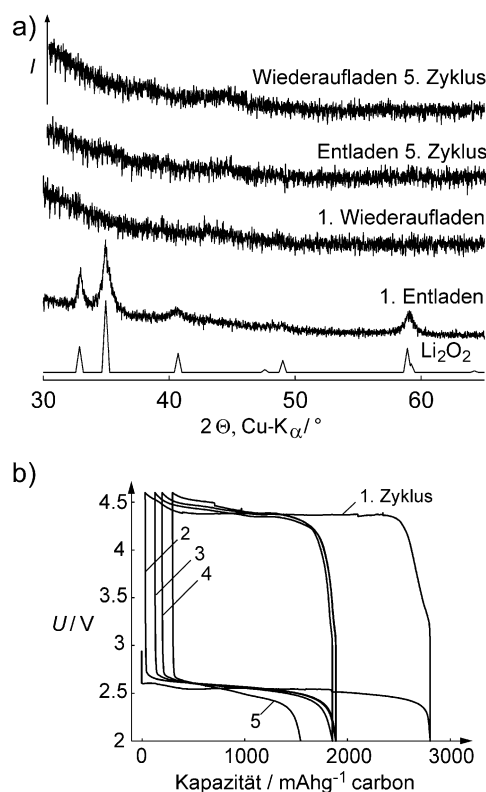 a)
I
Wiederaufladen 5. Zyklus
Entladen 5. Zyklus
1. Wiederaufladen
1. Entladen
Li₂O₂
30 40 50 60
2 Θ, Cu-Kα / °
b)
4.5
4
3.5
3
2.5
2
U / V
1. Zyklus
2
3
4
5
0 1000 2000 3000
Kapazität / mAhg⁻¹ carbon